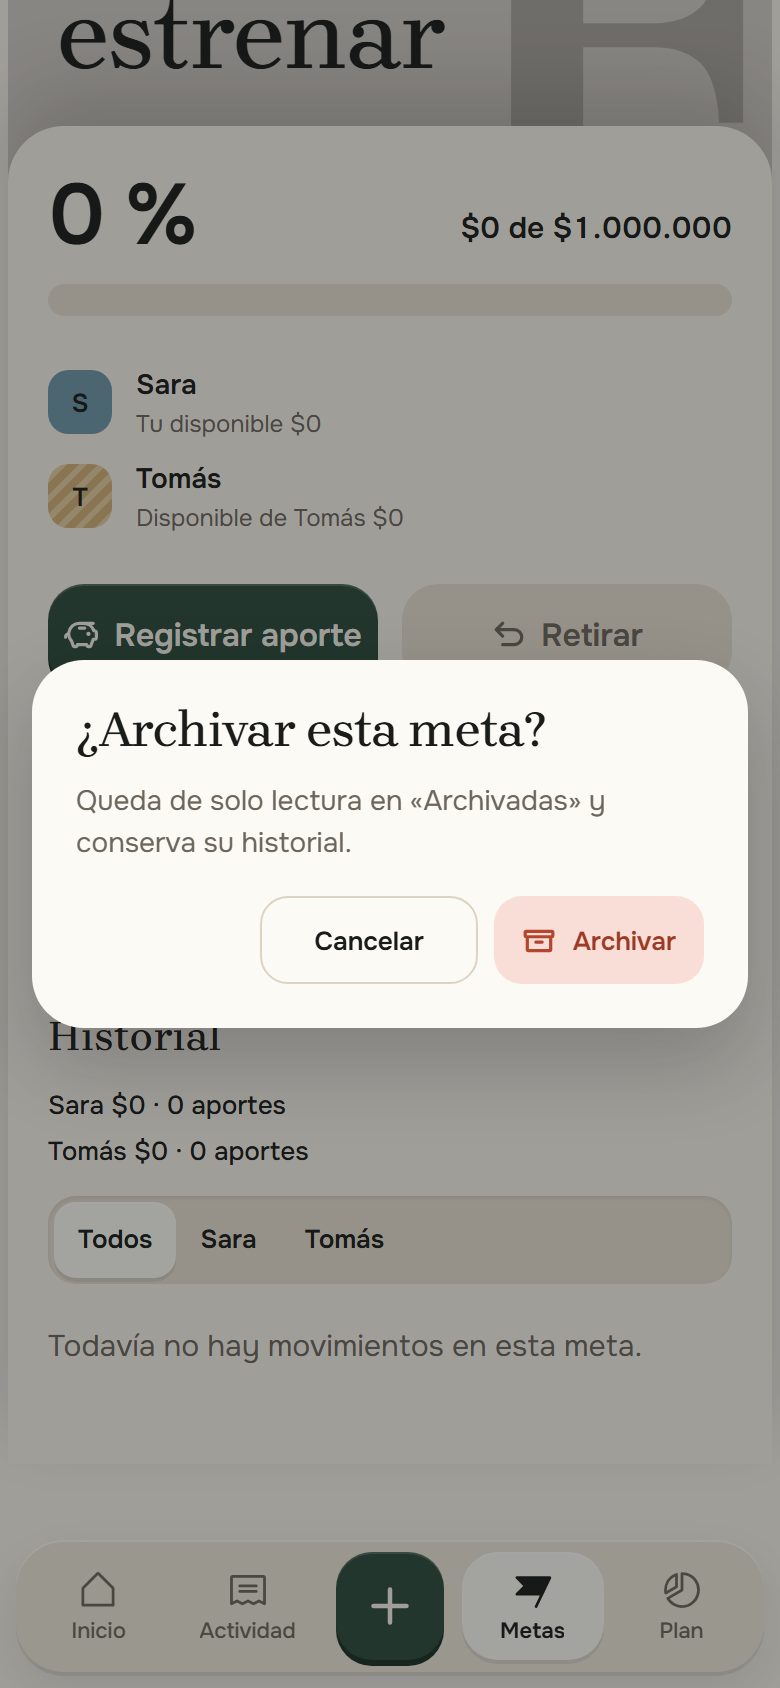 estrenar
E
0 %
$0 de $1.000.000
S
Sara
Tu disponible $0
T
Tomás
Disponible de Tomás $0
Registrar aporte
Retirar
¿Archivar esta meta?
Queda de solo lectura en «Archivadas» y
conserva su historial.
Cancelar
Archivar
Historial
Sara $0 · 0 aportes
Tomás $0 · 0 aportes
Todos
Sara
Tomás
Todavía no hay movimientos en esta meta.
Inicio
Actividad
Metas
Plan